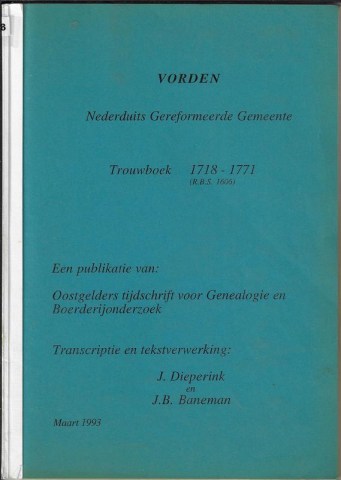 B
VORDEN
Nederduits Gereformeerde Gemeente
Trouwboek 1718 - 1771
(R.B.S. 1606)
Een publikatie van:
Oostgelders tijdschrift voor Genealogie en
Boerderijonderzoek
Transcriptie en tekstverwerking:
J. Dieperink
en
J.B. Baneman
Maart 1993